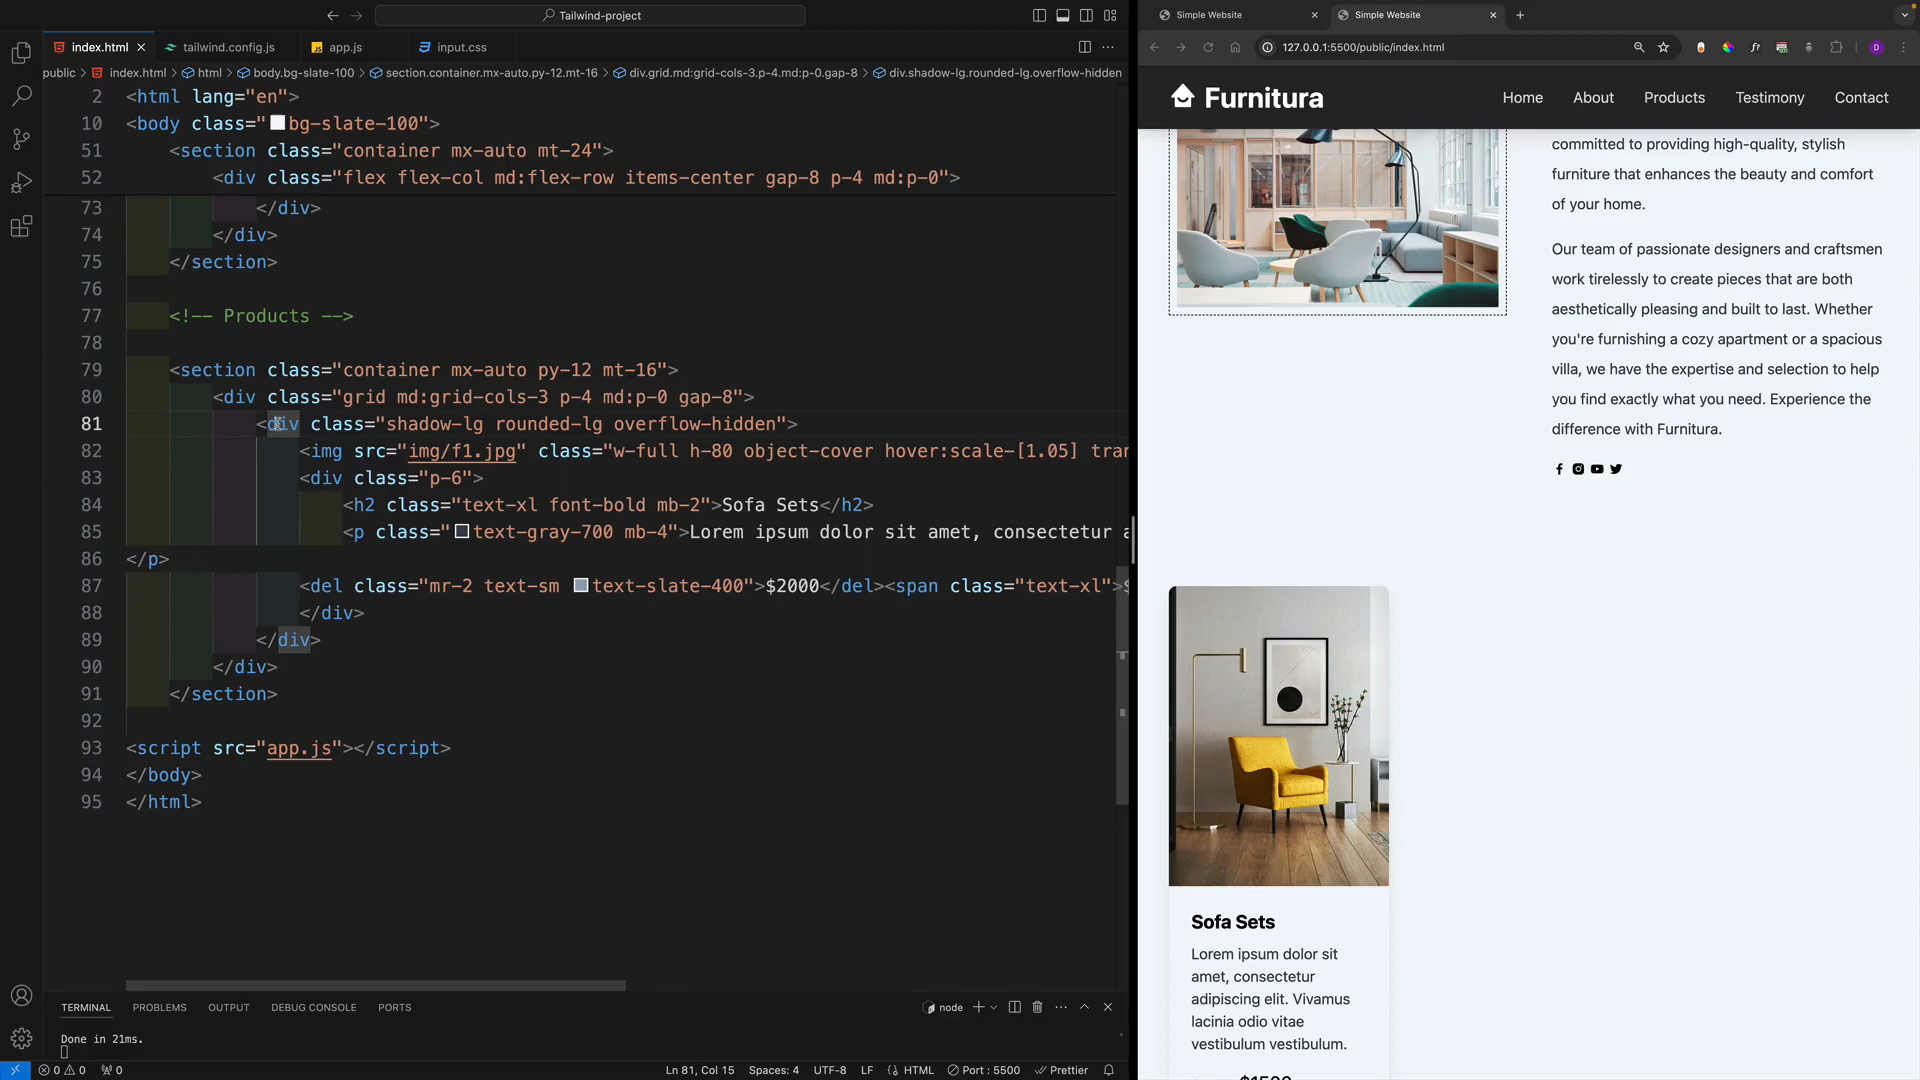 Tailwind-project
index.html
tailwind.config.js
app.js
input.css
public
index.html
html
body.bg-slate-100
section.container.mx-auto.py-12.mt-16
div.grid.md:grid-cols-3.p-4.md:p-0.gap-8
div.shadow-lg.rounded-lg.overflow-hidden
2 <html lang="en">
10 <body class="bg-slate-100">
51 <section class="container mx-auto mt-24">
52 <div class="flex flex-col md:flex-row items-center gap-8 p-4 md:p-0">
73 </div>
74 </div>
75 </section>
76
77 <!-- Products -->
78
79 <section class="container mx-auto py-12 mt-16">
80 <div class="grid md:grid-cols-3 p-4 md:p-0 gap-8">
81 <div class="shadow-lg rounded-lg overflow-hidden">
82 <img src="img/f1.jpg" class="w-full h-80 object-cover hover:scale-[1.05] tran
83 <div class="p-6">
84 <h2 class="text-xl font-bold mb-2">Sofa Sets</h2>
85 <p class="text-gray-700 mb-4">Lorem ipsum dolor sit amet, consectetur a
86 </p>
87 <del class="mr-2 text-sm text-slate-400">$2000</del><span class="text-xl">$
88 </div>
89 </div>
90 </div>
91 </section>
92
93 <script src="app.js"></script>
94 </body>
95 </html>
TERMINAL PROBLEMS OUTPUT DEBUG CONSOLE PORTS
node
Done in 21ms.
0 0 0
Ln 81, Col 15 Spaces: 4 UTF-8 LF HTML Port : 5500 Prettier
Simple Website
Simple Website
127.0.0.1:5500/public/index.html
D
Furnitura
Home About Products Testimony Contact
committed to providing high-quality, stylish
furniture that enhances the beauty and comfort
of your home.
Our team of passionate designers and craftsmen
work tirelessly to create pieces that are both
aesthetically pleasing and built to last. Whether
you're furnishing a cozy apartment or a spacious
villa, we have the expertise and selection to help
you find exactly what you need. Experience the
difference with Furnitura.
Sofa Sets
Lorem ipsum dolor sit
amet, consectetur
adipiscing elit. Vivamus
lacinia odio vitae
vestibulum vestibulum.
$1500